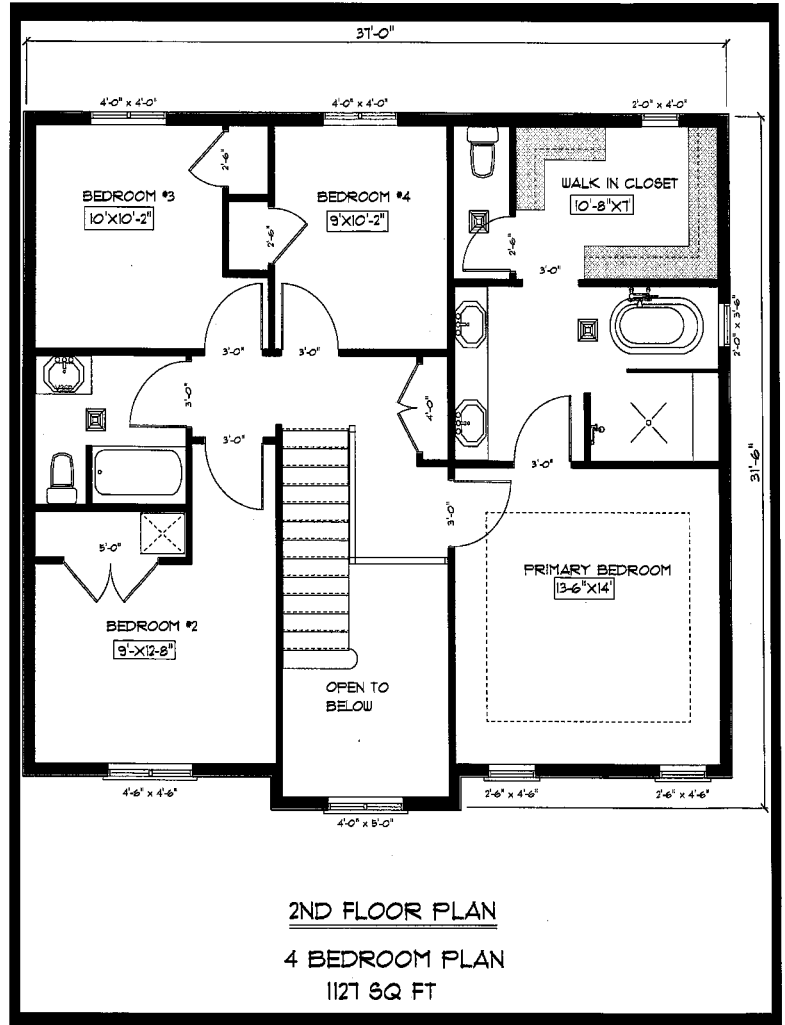 37'-0"
4'-0" x 4'-0"
4'-0" x 4'-0"
2'-0" x 4'-0"
2'-6"
BEDROOM #3
10'X10'-2"
BEDROOM #4
9'X10'-2"
WALK IN CLOSET
10'-8"X7'
2'-6"
2'-6"
3'-0"
2'-0" x 3'-6"
3'-0"
3'-0"
3'-0"
4'-0"
3'-0"
3'-0"
31'-6"
3'-0"
5'-0"
PRIMARY BEDROOM
13-6"X14'
BEDROOM #2
9'-X12-8"
OPEN TO
BELOW
4'-6" x 4'-6"
2'-6" x 4'-6"
2'-6" x 4'-6"
4'-0" x 5'-0"
2ND FLOOR PLAN
4 BEDROOM PLAN
1127 SQ FT